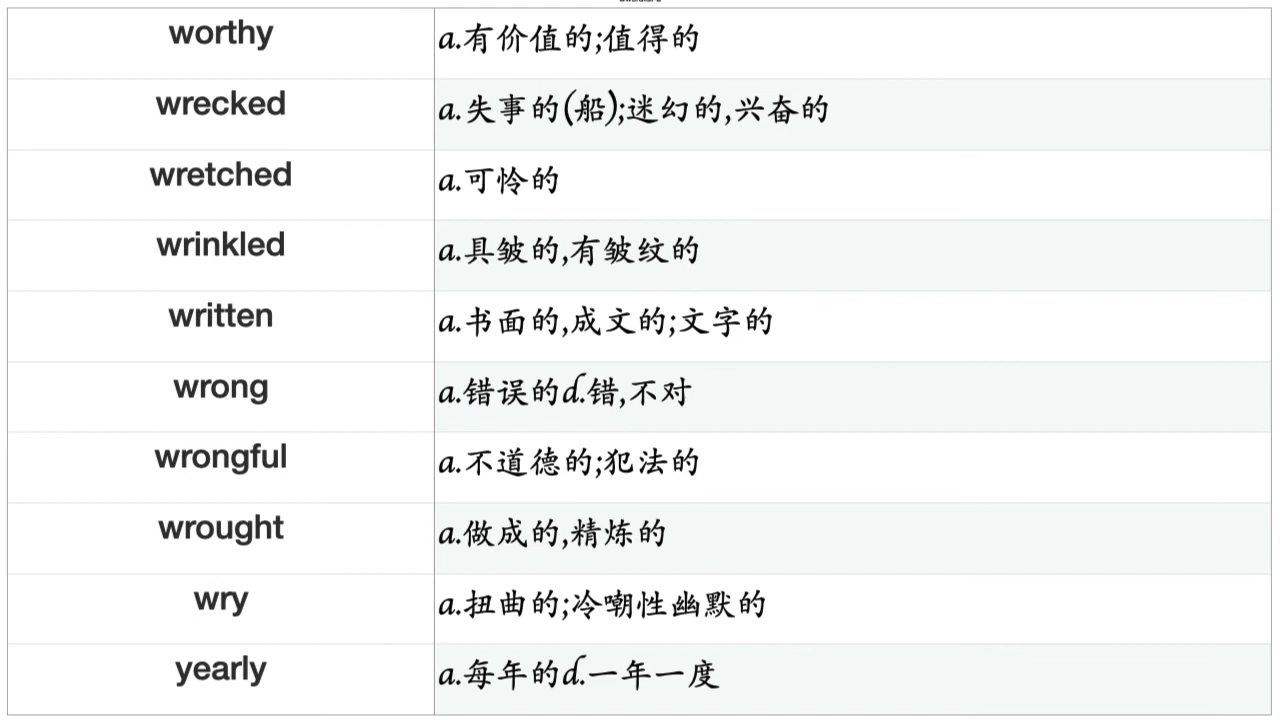 worthy a.有价值的;值得的
wrecked a.失事的(船);迷幻的,兴奋的
wretched a.可怜的
wrinkled a.具皱的,有皱纹的
written a.书面的,成文的;文字的
wrong a.错误的d.错,不对
wrongful a.不道德的;犯法的
wrought a.做成的,精炼的
wry a.扭曲的;冷嘲性幽默的
yearly a.每年的d.一年一度